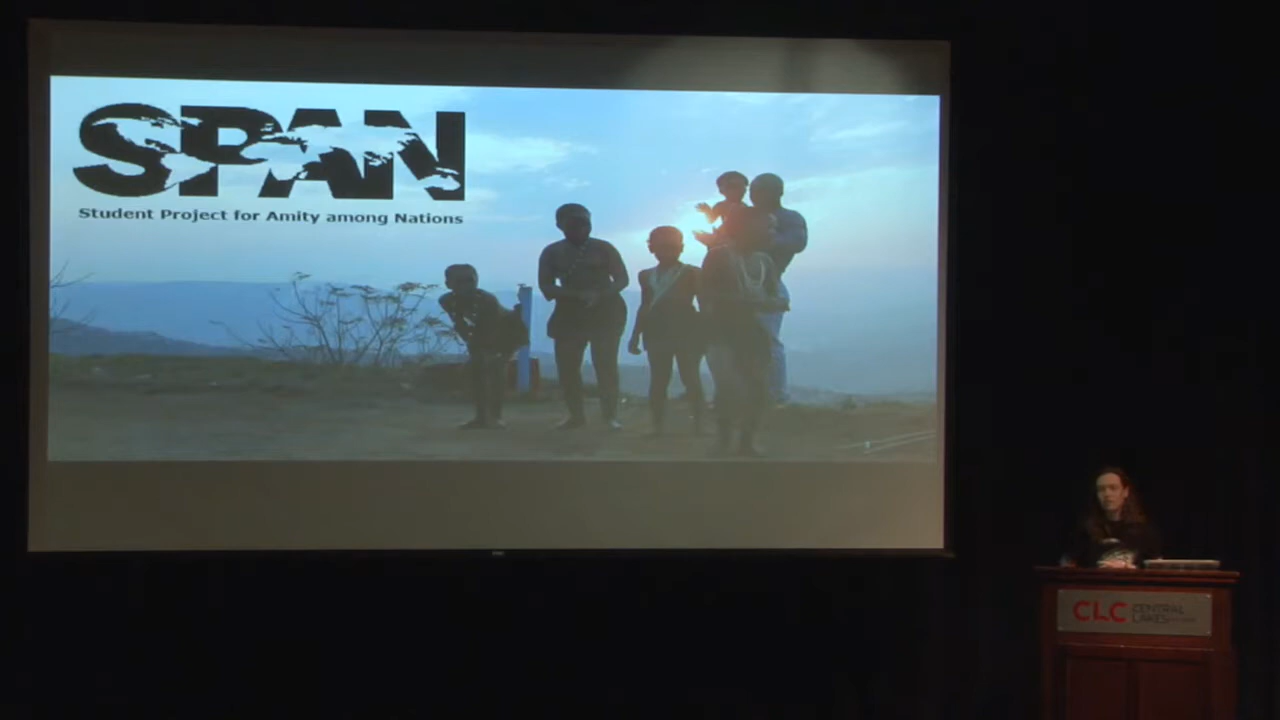 SPAN
Student Project for Amity among Nations
CLC CENTRAL
LAKES